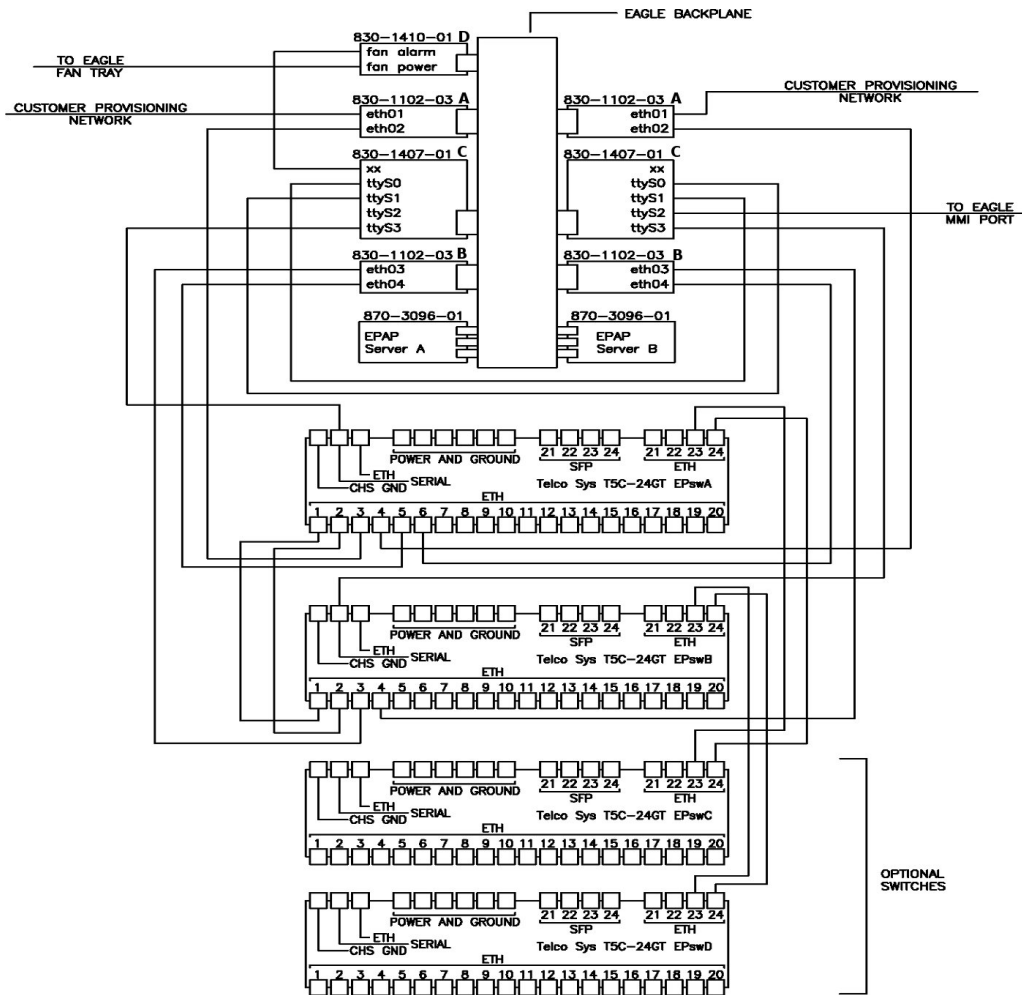 EAGLE BACKPLANE
830-1410-01 D
fan alarm
fan power
TO EAGLE
FAN TRAY
CUSTOMER PROVISIONING
NETWORK
830-1102-03 A
eth01
eth02
830-1102-03 A
eth01
eth02
CUSTOMER PROVISIONING
NETWORK
830-1407-01 C
xx
ttyS0
ttyS1
ttyS2
ttyS3
830-1407-01 C
xx
ttyS0
ttyS1
ttyS2
ttyS3
TO EAGLE
MMI PORT
830-1102-03 B
eth03
eth04
830-1102-03 B
eth03
eth04
870-3096-01
EPAP
Server A
870-3096-01
EPAP
Server B
POWER AND GROUND
21 22 23 24
SFP
21 22 23 24
ETH
ETH
SERIAL
CHS GND
Telco Sys T5C-24GT EPswA
ETH
1 2 3 4 5 6 7 8 9 10 11 12 13 14 15 16 17 18 19 20
POWER AND GROUND
21 22 23 24
SFP
21 22 23 24
ETH
ETH
SERIAL
CHS GND
Telco Sys T5C-24GT EPswB
ETH
1 2 3 4 5 6 7 8 9 10 11 12 13 14 15 16 17 18 19 20
POWER AND GROUND
21 22 23 24
SFP
21 22 23 24
ETH
ETH
SERIAL
CHS GND
Telco Sys T5C-24GT EPswC
ETH
1 2 3 4 5 6 7 8 9 10 11 12 13 14 15 16 17 18 19 20
OPTIONAL
SWITCHES
POWER AND GROUND
21 22 23 24
SFP
21 22 23 24
ETH
ETH
SERIAL
CHS GND
Telco Sys T5C-24GT EPswD
ETH
1 2 3 4 5 6 7 8 9 10 11 12 13 14 15 16 17 18 19 20